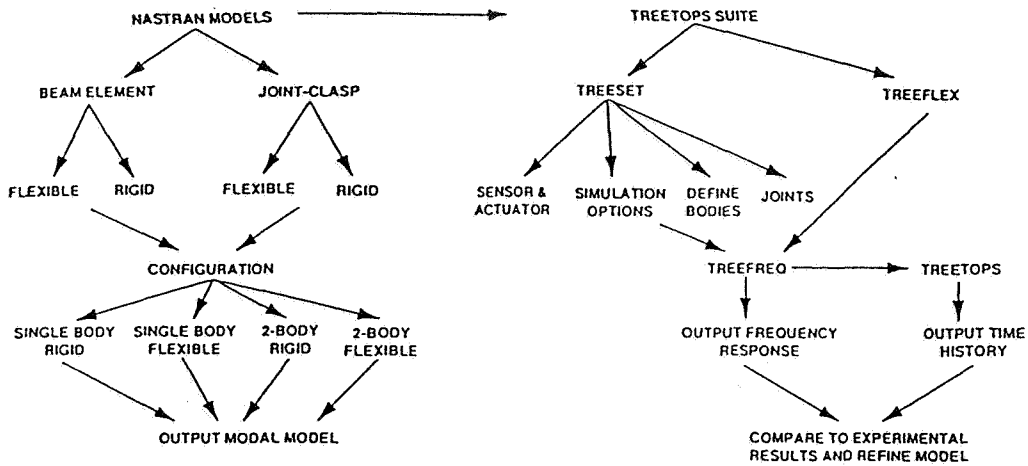 NASTRAN MODELS
TREETOPS SUITE
BEAM ELEMENT
JOINT-CLASP
TREESET
TREEFLEX
FLEXIBLE
RIGID
FLEXIBLE
RIGID
SENSOR &
ACTUATOR
SIMULATION
OPTIONS
DEFINE
BODIES
JOINTS
CONFIGURATION
TREEFREQ
TREETOPS
SINGLE BODY
RIGID
SINGLE BODY
FLEXIBLE
2-BODY
RIGID
2-BODY
FLEXIBLE
OUTPUT FREQUENCY
RESPONSE
OUTPUT TIME
HISTORY
OUTPUT MODAL MODEL
COMPARE TO EXPERIMENTAL
RESULTS AND REFINE MODEL